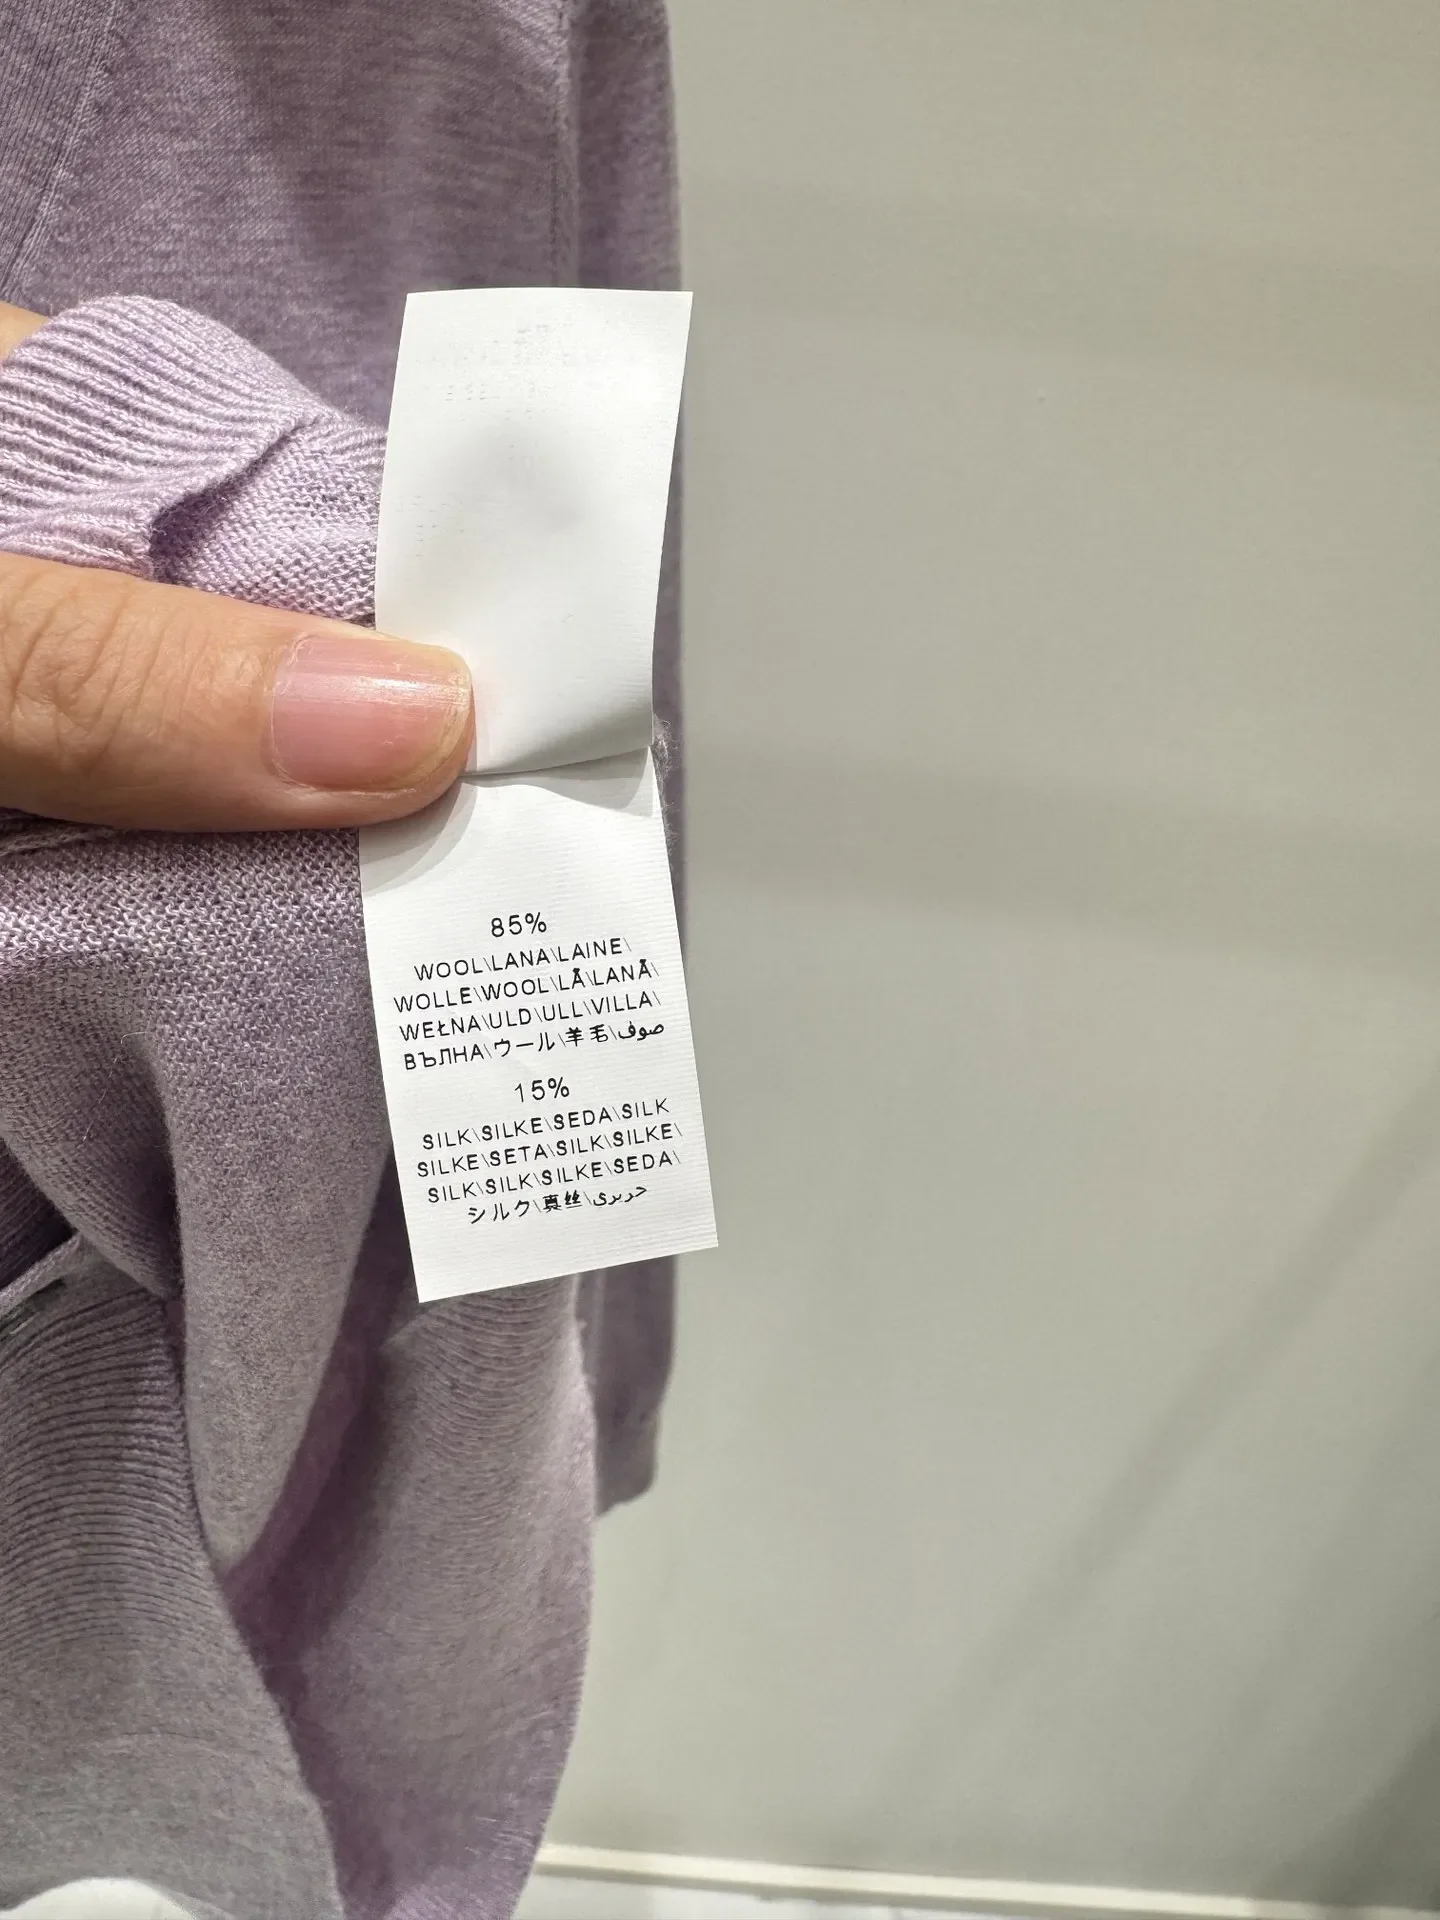 85%
WOOL\LANA\LAINE\
WOLLE\WOOL\LÃ\LANĂ\
WEŁNA\ULD\ULL\VILLA\
ВЪЛНА\ウール\羊毛\صوف
15%
SILK\SILKE\SEDA\SILK
SILKE\SETA\SILK\SILKE\
SILK\SILK\SILKE\SEDA\
シルク\真丝\حريرى